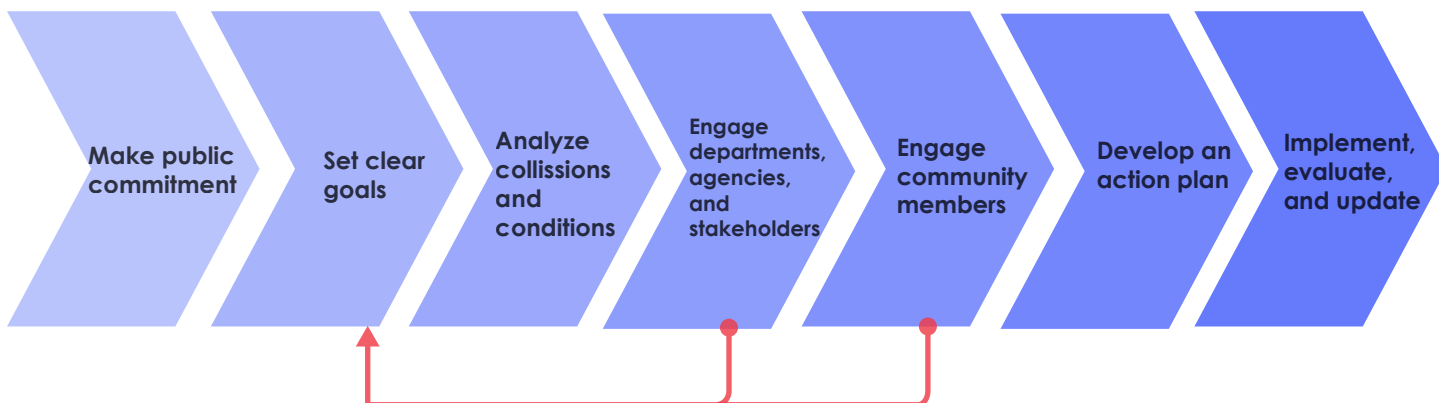 Make public
commitment
Set clear
goals
Analyze
collissions
and
conditions
Engage
departments,
agencies,
and
stakeholders
Engage
community
members
Develop an
action plan
Implement,
evaluate,
and update